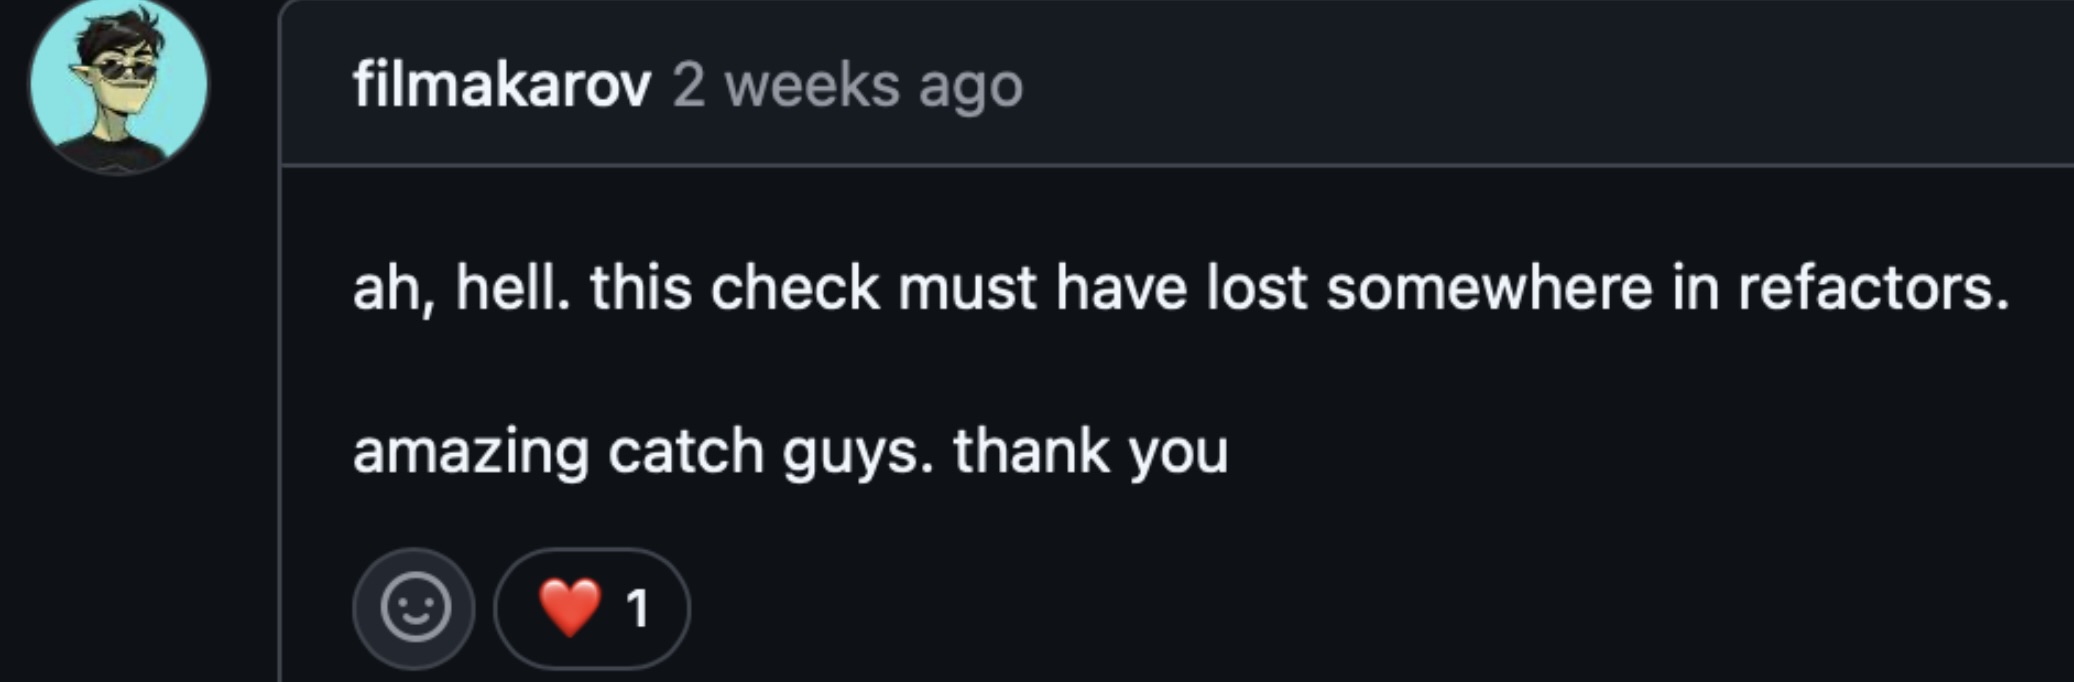 filmakarov 2 weeks ago
ah, hell. this check must have lost somewhere in refactors.
amazing catch guys. thank you
❤️ 1